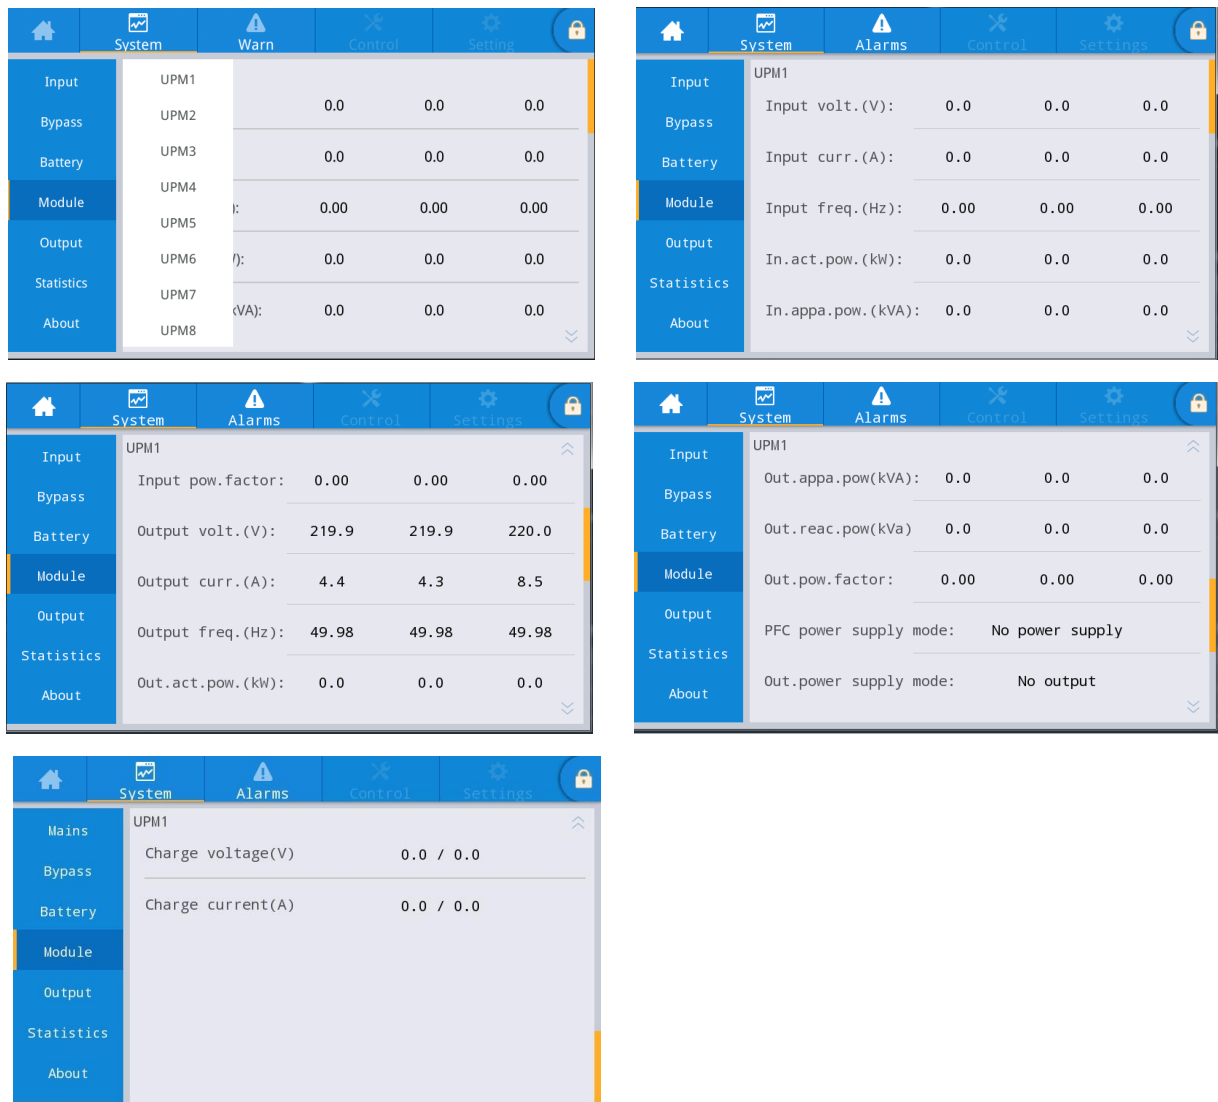 System Warn Control Setting
Input
Bypass
Battery
Module
Output
Statistics
About
UPM1
UPM2
UPM3
UPM4
UPM5
UPM6
UPM7
UPM8
0.0 0.0 0.0
0.0 0.0 0.0
): 0.00 0.00 0.00
): 0.0 0.0 0.0
kVA): 0.0 0.0 0.0
System Alarms Control Settings
Input
Bypass
Battery
Module
Output
Statistics
About
UPM1
Input volt.(V): 0.0 0.0 0.0
Input curr.(A): 0.0 0.0 0.0
Input freq.(Hz): 0.00 0.00 0.00
In.act.pow.(kW): 0.0 0.0 0.0
In.appa.pow.(kVA): 0.0 0.0 0.0
System Alarms Control Settings
Input
Bypass
Battery
Module
Output
Statistics
About
UPM1
Input pow.factor: 0.00 0.00 0.00
Output volt.(V): 219.9 219.9 220.0
Output curr.(A): 4.4 4.3 8.5
Output freq.(Hz): 49.98 49.98 49.98
Out.act.pow.(kW): 0.0 0.0 0.0
System Alarms Control Settings
Input
Bypass
Battery
Module
Output
Statistics
About
UPM1
Out.appa.pow(kVA): 0.0 0.0 0.0
Out.reac.pow(kVa) 0.0 0.0 0.0
Out.pow.factor: 0.00 0.00 0.00
PFC power supply mode: No power supply
Out.power supply mode: No output
System Alarms Control Settings
Mains
Bypass
Battery
Module
Output
Statistics
About
UPM1
Charge voltage(V) 0.0 / 0.0
Charge current(A) 0.0 / 0.0